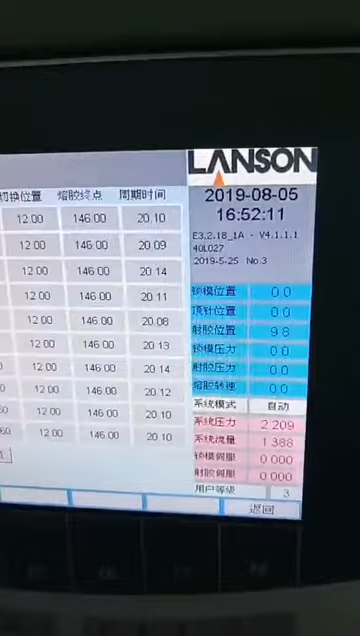 LANSON
2019-08-05
16:52:11
E3.2.18_1A - V4.1.1.1
40L027
2019-5-25 No.3
切换位置 熔胶终点 周期时间
12.00 146.00 20.10
12.00 146.00 20.09
12.00 146.00 20.14
12.00 146.00 20.11
12.00 146.00 20.08
12.00 146.00 20.13
12.00 146.00 20.14
12.00 146.00 20.12
12.00 146.00 20.10
12.00 146.00 20.10
锁模位置 0.0
顶针位置 0.0
射胶位置 9.8
锁模压力 0.0
射胶压力 0.0
熔胶转速 0.0
系统模式 自动
系统压力 2.209
系统流量 1.388
锁模伺服 0.000
射胶伺服 0.000
用户等级 3
返回